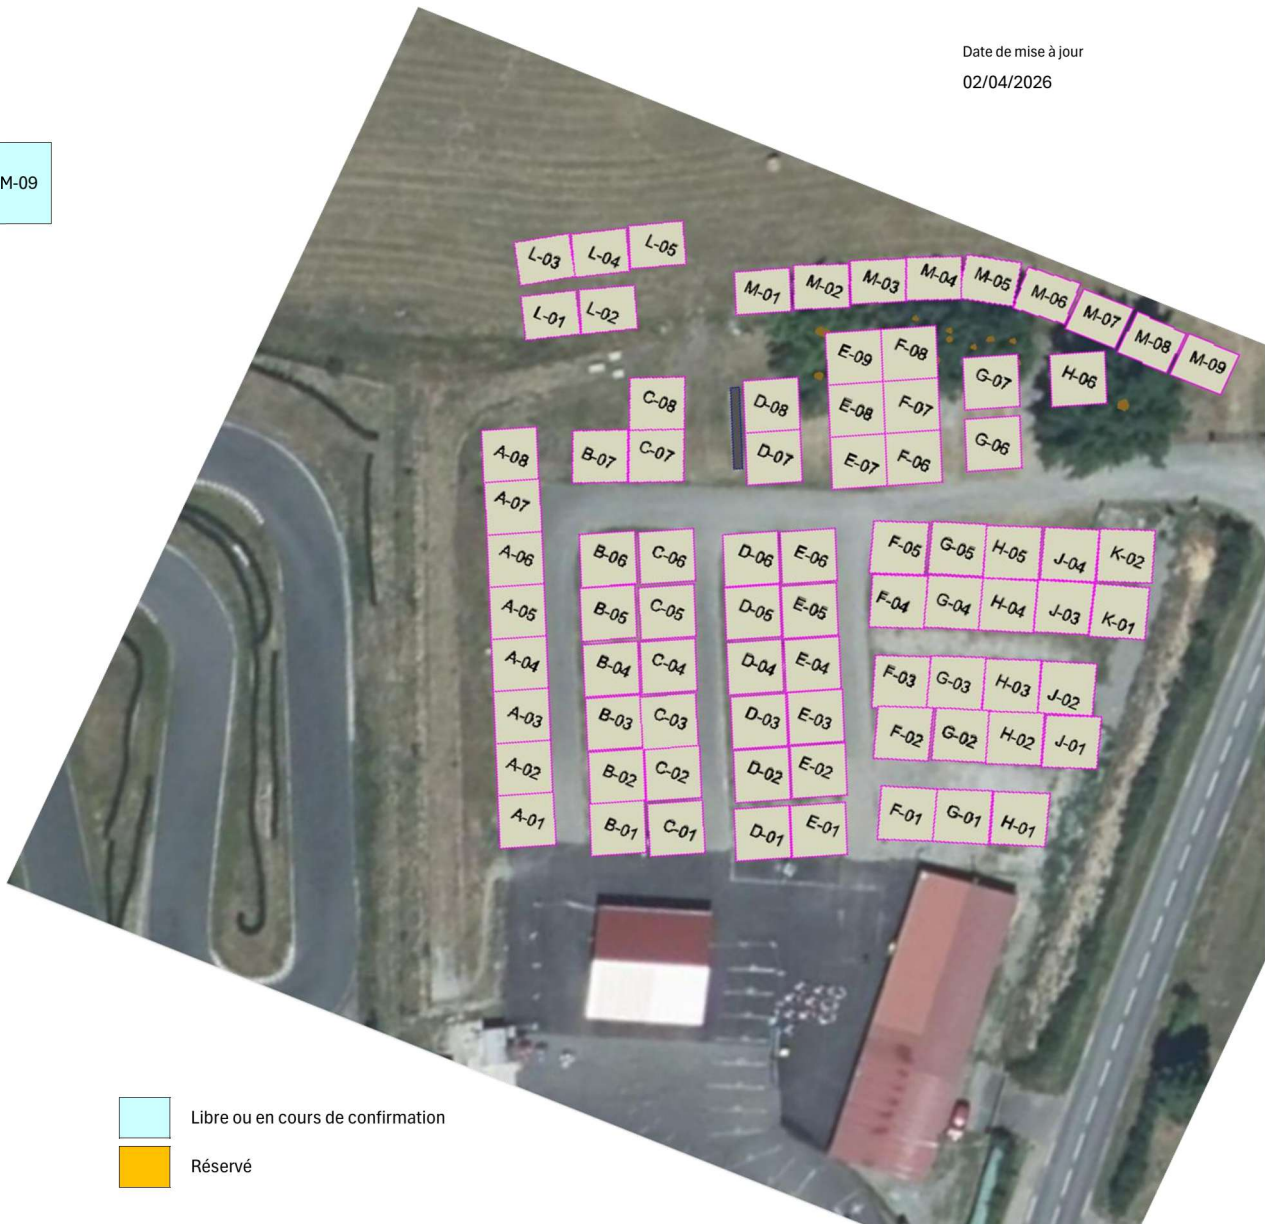 Date de mise à jour
02/04/2026
M-09
L-03 L-04 L-05
L-01 L-02
M-01 M-02 M-03 M-04 M-05 M-06 M-07 M-08 M-09
E-09 F-08
G-07 H-06
C-08 D-08 E-08 F-07
G-06
A-08 B-07 C-07 D-07 E-07 F-06
A-07
A-06 B-06 C-06 D-06 E-06 F-05 G-05 H-05 J-04 K-02
A-05 B-05 C-05 D-05 E-05 F-04 G-04 H-04 J-03 K-01
A-04 B-04 C-04 D-04 E-04 F-03 G-03 H-03 J-02
A-03 B-03 C-03 D-03 E-03 F-02 G-02 H-02 J-01
A-02 B-02 C-02 D-02 E-02
A-01 B-01 C-01 D-01 E-01 F-01 G-01 H-01
Libre ou en cours de confirmation
Réservé